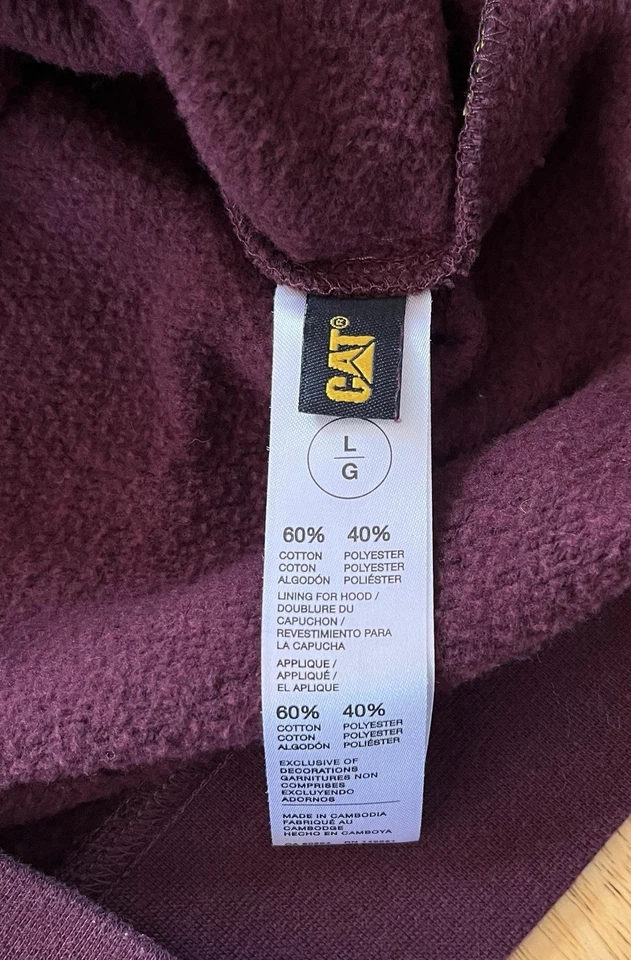 CAT®
L
G
60% 40%
COTTON POLYESTER
COTON POLYESTER
ALGODÓN POLIÉSTER
LINING FOR HOOD /
DOUBLURE DU
CAPUCHON /
REVESTIMIENTO PARA
LA CAPUCHA
APPLIQUE /
APPLIQUÉ /
EL APLIQUE
60% 40%
COTTON POLYESTER
COTON POLYESTER
ALGODÓN POLIÉSTER
EXCLUSIVE OF
DECORATIONS
GARNITURES NON
COMPRISES
EXCLUYENDO
ADORNOS
MADE IN CAMBODIA
FABRIQUÉ AU
CAMBODGE
HECHO EN CAMBOYA